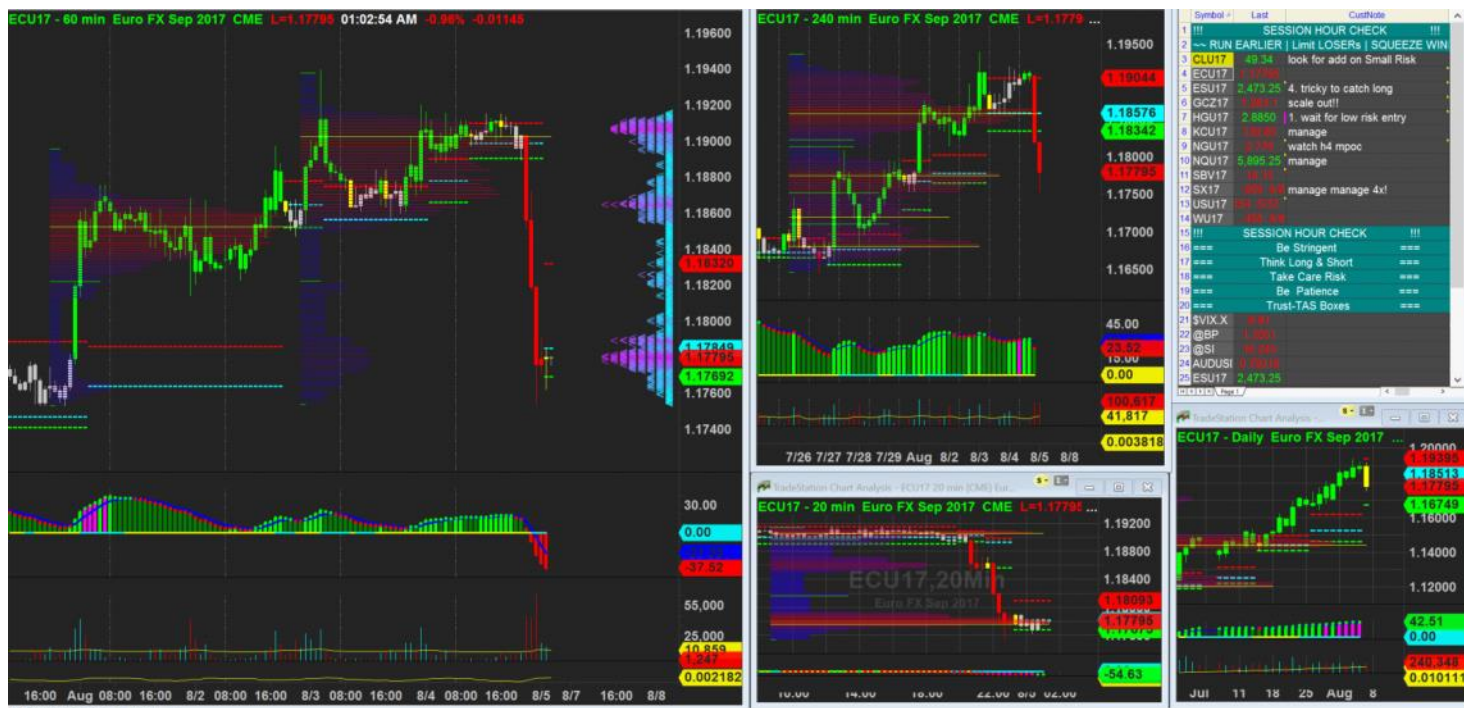 ECU17 - 60 min Euro FX Sep 2017 CME L=1.17795 01:02:54 AM -0.96% -0.01145
1.19600
1.19400
1.19200
1.19000
1.18800
1.18600
1.18400
1.18320
1.18200
1.18000
1.17849
1.17795
1.17692
1.17600
1.17400
30.00
0.00
-37.52
55,000
25,000
10,859
1,247
0.002182
16:00 Aug 08:00 16:00 8/2 08:00 16:00 8/3 08:00 16:00 8/4 08:00 16:00 8/5 8/7 16:00 8/8
ECU17 - 240 min Euro FX Sep 2017 CME L=1.1779 ...
1.19500
1.19044
1.18576
1.18342
1.18000
1.17795
1.17500
1.17000
1.16500
45.00
23.52
15.00
0.00
100,617
41,817
0.003818
7/26 7/27 7/28 7/29 Aug 8/2 8/3 8/4 8/5 8/8
TradeStation Chart Analysis - ECU17 20 min [CME] Eur...
ECU17 - 20 min Euro FX Sep 2017 CME L=1.1779 ...
1.19200
1.18800
1.18400
1.18093
1.17795
ECU17,20Min
Euro FX Sep 2017
-54.63
10:00 14:00 18:00 22:00 8/5 02:00
Symbol Last CustNote
1 !!! SESSION HOUR CHECK !!!
2 ~~ RUN EARLIER | Limit LOSERs | SQUEEZE WIN
3 CLU17 49.34 look for add on Small Risk
4 ECU17 1.17795
5 ESU17 2,473.25 4. tricky to catch long
6 GCZ17 scale out!!
7 HGU17 2.8850 1. wait for low risk entry
8 KCU17 manage
9 NGU17 watch h4 mpoc
10 NQU17 5,895.25 manage
11 SBV17
12 SX17 manage manage 4x!
13 USU17
14 WU17
15 !!! SESSION HOUR CHECK !!!
16 === Be Stringent ===
17 === Think Long & Short ===
18 === Take Care Risk ===
19 === Be Patience ===
20 === Trust-TAS Boxes ===
21 $VIX.X
22 @BP
23 @SI
24 AUDUSI
25 ESU17 2,473.25
Page 1
TradeStation Chart Analysis - ...
ECU17 - Daily Euro FX Sep 2017 ...
1.20000
1.19395
1.18513
1.17795
1.16749
1.16000
1.14000
1.12000
42.51
0.00
240,348
0.010111
Jul 11 18 25 Aug 8